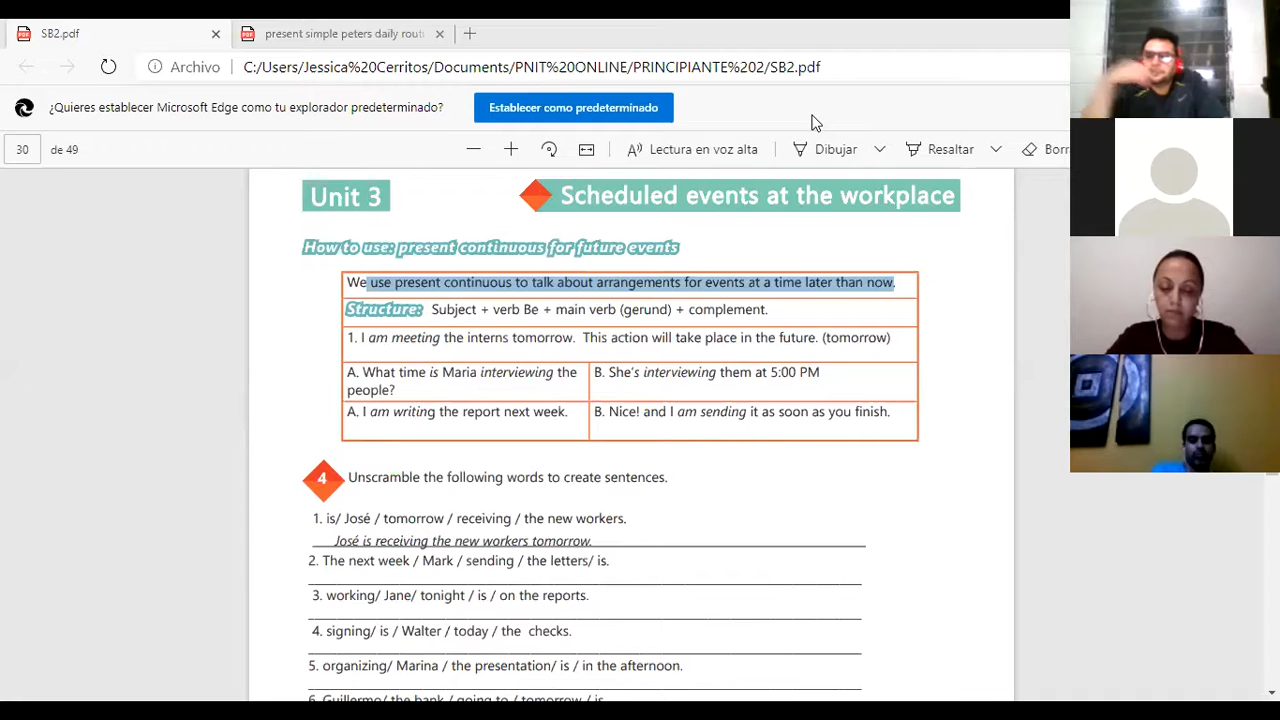 SB2.pdf
present simple peters daily rout
Archivo
C:/Users/Jessica%20Cerritos/Documents/PNIT%20ONLINE/PRINCIPIANTE%202/SB2.pdf
¿Quieres establecer Microsoft Edge como tu explorador predeterminado?
Establecer como predeterminado
30
de 49
Lectura en voz alta
Dibujar
Resaltar
Borr
Unit 3
Scheduled events at the workplace
How to use: present continuous for future events
We use present continuous to talk about arrangements for events at a time later than now.
Structure: Subject + verb Be + main verb (gerund) + complement.
1. I am meeting the interns tomorrow. This action will take place in the future. (tomorrow)
A. What time is Maria interviewing the
people?
B. She's interviewing them at 5:00 PM
A. I am writing the report next week.
B. Nice! and I am sending it as soon as you finish.
4
Unscramble the following words to create sentences.
1. is/ José / tomorrow / receiving / the new workers.
José is receiving the new workers tomorrow.
2. The next week / Mark / sending / the letters/ is.
3. working/ Jane/ tonight / is / on the reports.
4. signing/ is / Walter / today / the checks.
5. organizing/ Marina / the presentation/ is / in the afternoon.
6. Guillermo/ the bank / going to / tomorrow / is.